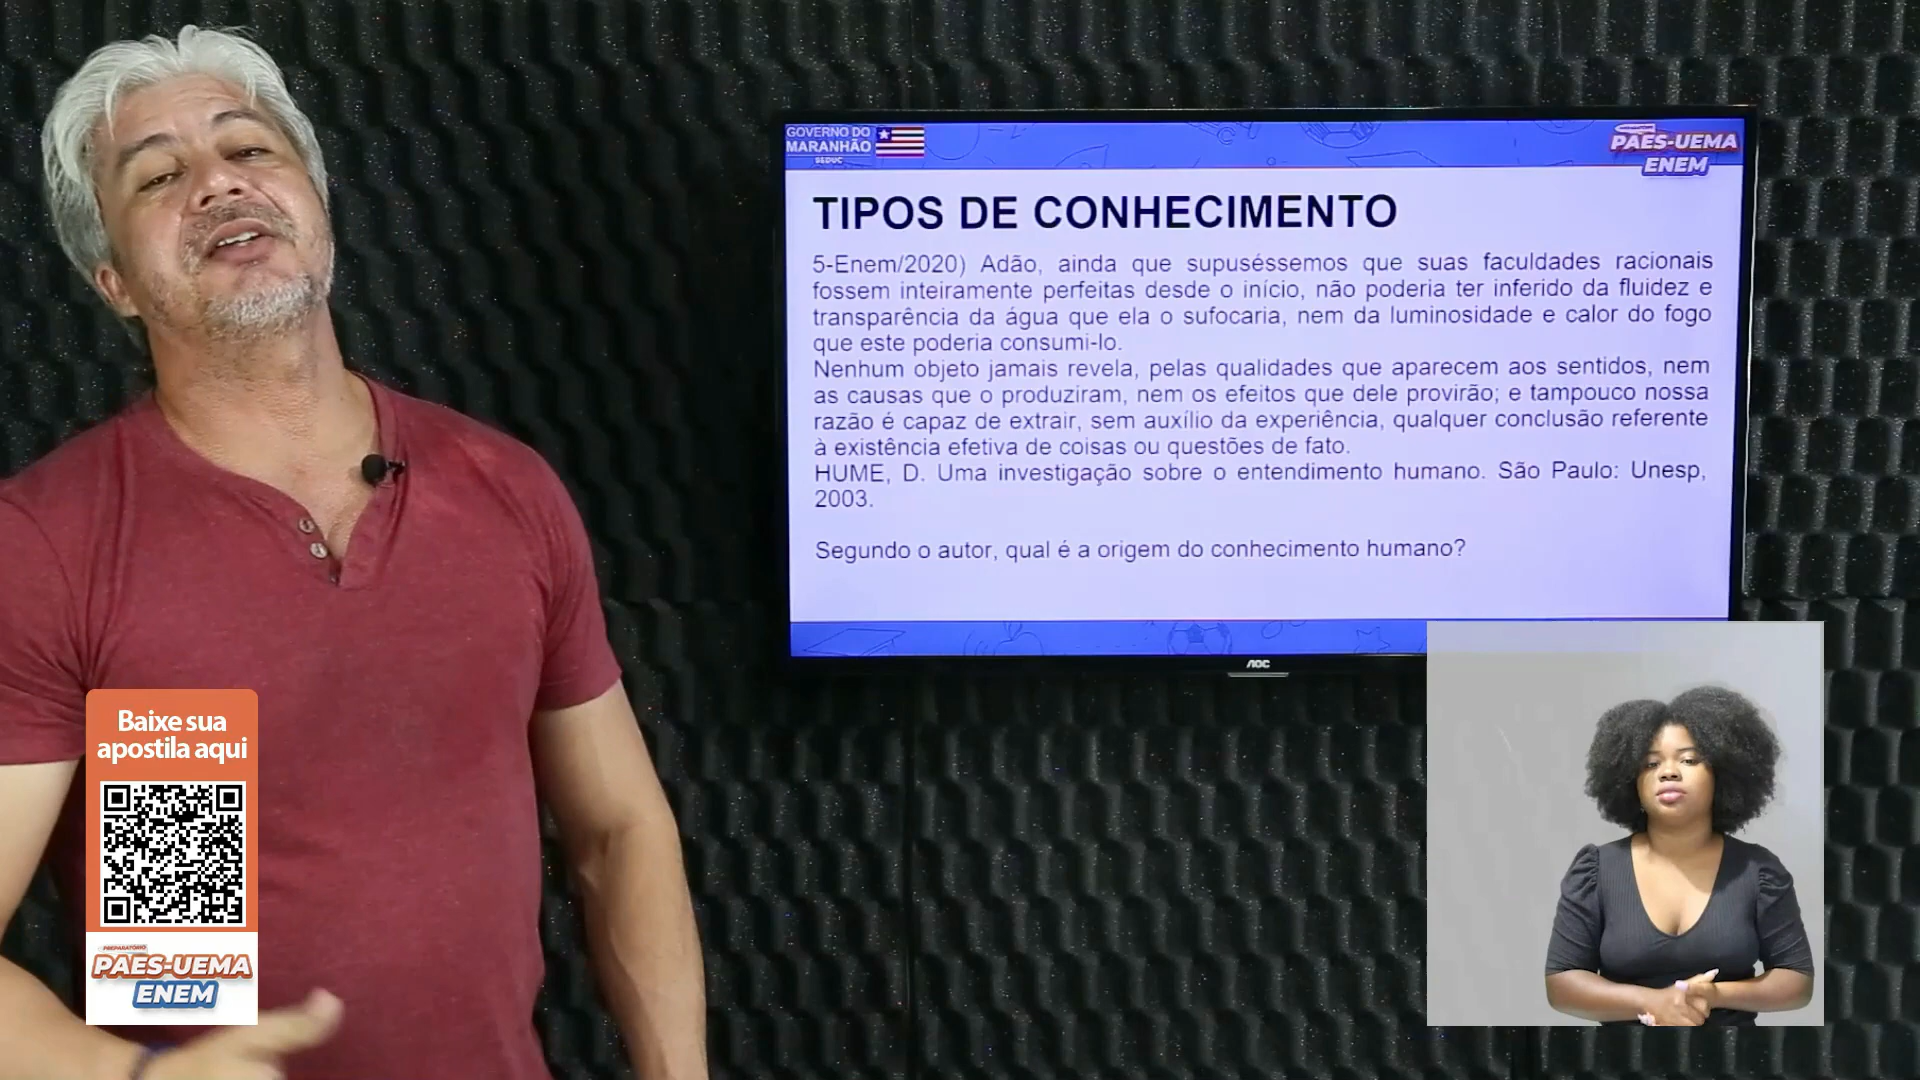 GOVERNO DO
MARANHÃO
SEDUC
PAES-UEMA
ENEM
TIPOS DE CONHECIMENTO
5-Enem/2020) Adão, ainda que supuséssemos que suas faculdades racionais
fossem inteiramente perfeitas desde o início, não poderia ter inferido da fluidez e
transparência da água que ela o sufocaria, nem da luminosidade e calor do fogo
que este poderia consumi-lo.
Nenhum objeto jamais revela, pelas qualidades que aparecem aos sentidos, nem
as causas que o produziram, nem os efeitos que dele provirão; e tampouco nossa
razão é capaz de extrair, sem auxílio da experiência, qualquer conclusão referente
à existência efetiva de coisas ou questões de fato.
HUME, D. Uma investigação sobre o entendimento humano. São Paulo: Unesp,
2003.
Segundo o autor, qual é a origem do conhecimento humano?
AOC
Baixe sua
apostila aqui
PREPARATÓRIO
PAES-UEMA
ENEM